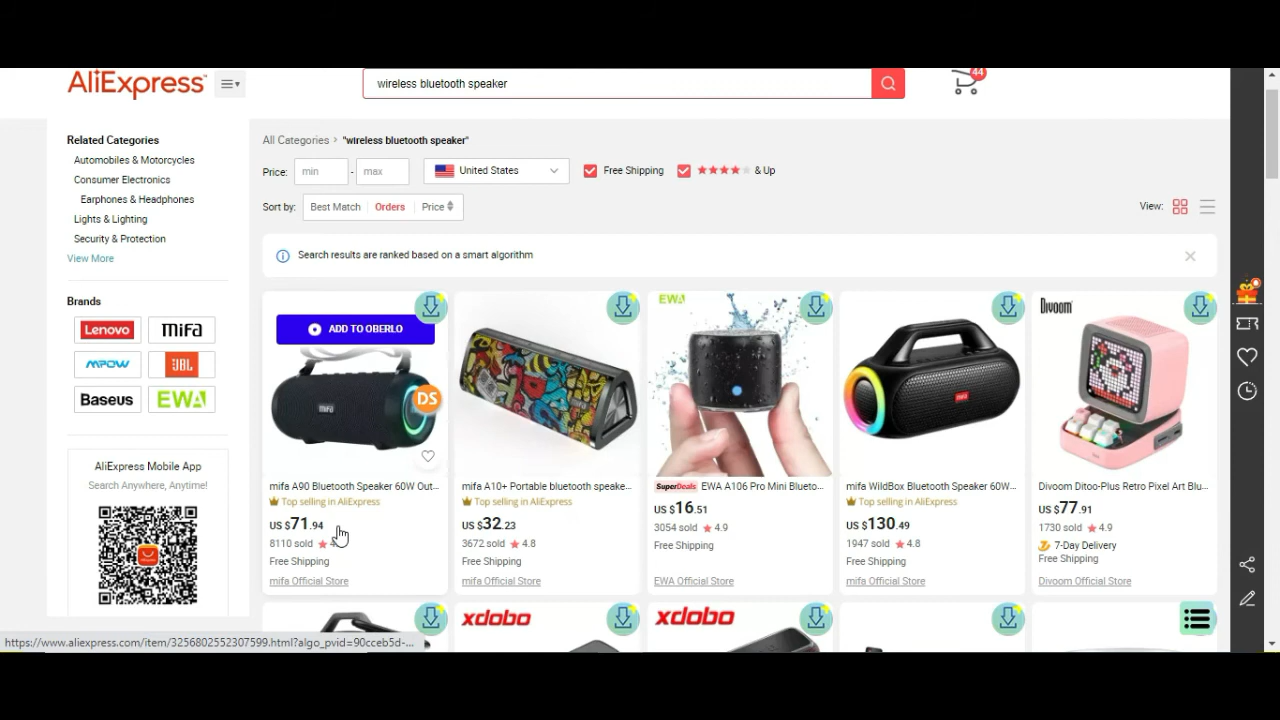 AliExpress
wireless bluetooth speaker
44
Related Categories
Automobiles & Motorcycles
Consumer Electronics
Earphones & Headphones
Lights & Lighting
Security & Protection
View More
Brands
Lenovo
mifa
MPOW
JBL
Baseus
EWA
AliExpress Mobile App
Search Anywhere, Anytime!
All Categories > "wireless bluetooth speaker"
Price: min - max United States Free Shipping & Up
Sort by: Best Match Orders Price
View:
Search results are ranked based on a smart algorithm
ADD TO OBERLO
DS
mifa
mifa A90 Bluetooth Speaker 60W Out...
Top selling in AliExpress
US $71.94
8110 sold
Free Shipping
mifa Official Store
mifa A10+ Portable bluetooth speake...
Top selling in AliExpress
US $32.23
3672 sold 4.8
Free Shipping
mifa Official Store
EWA
SuperDeals EWA A106 Pro Mini Blueto...
US $16.51
3054 sold 4.9
Free Shipping
EWA Official Store
mifa
mifa WildBox Bluetooth Speaker 60W...
Top selling in AliExpress
US $130.49
1947 sold 4.8
Free Shipping
mifa Official Store
Divoom
Divoom Ditoo-Plus Retro Pixel Art Blu...
US $77.91
1730 sold 4.9
7-Day Delivery
Free Shipping
Divoom Official Store
xdobo
xdobo
https://www.aliexpress.com/item/3256802552307599.html?algo_pvid=90cceb5d-...